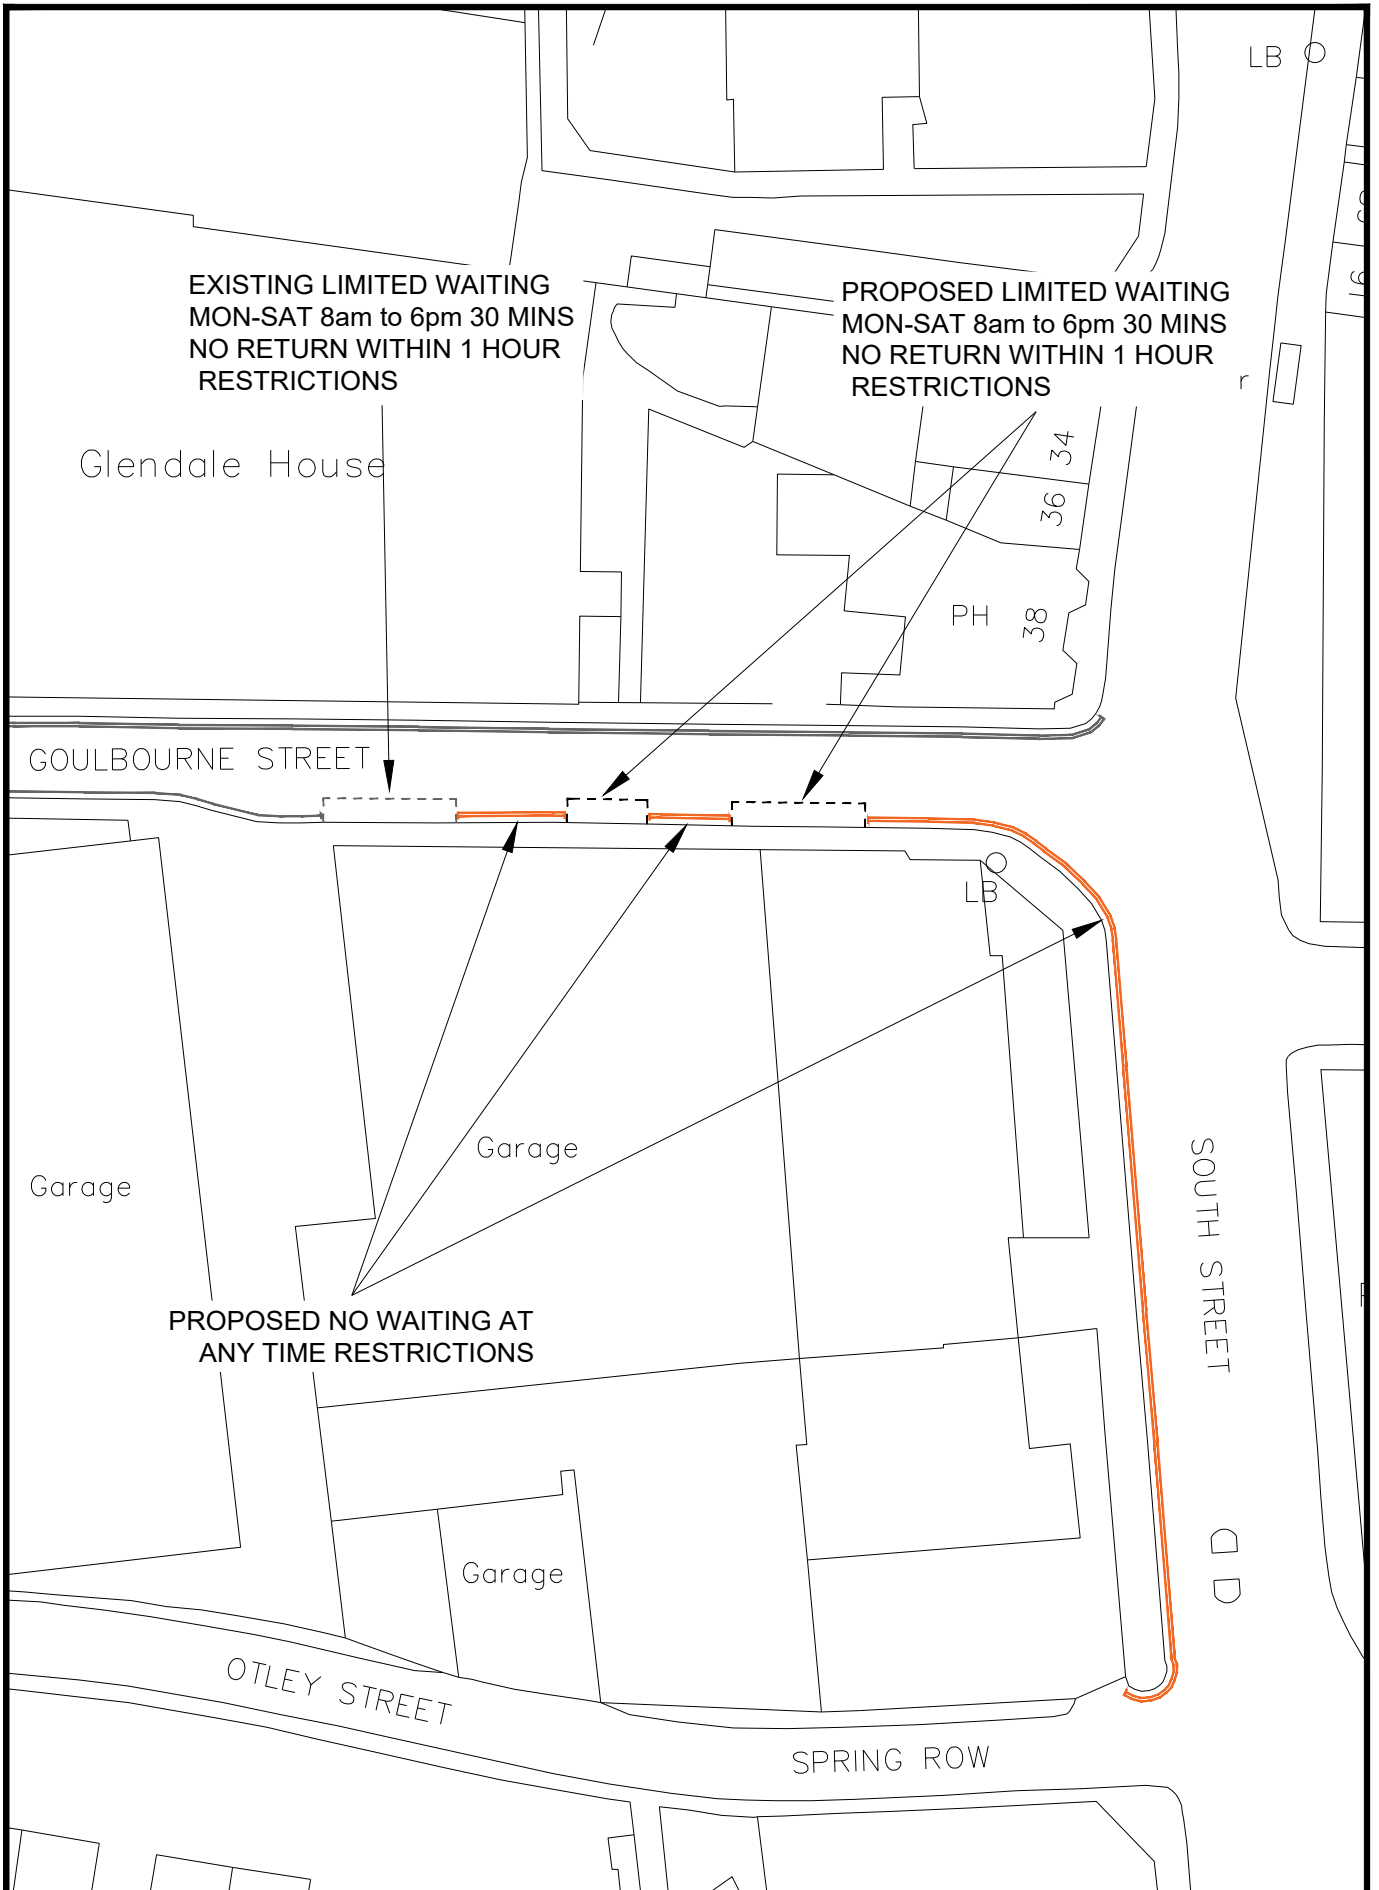 LB
EXISTING LIMITED WAITING
MON-SAT 8am to 6pm 30 MINS
NO RETURN WITHIN 1 HOUR
RESTRICTIONS
PROPOSED LIMITED WAITING
MON-SAT 8am to 6pm 30 MINS
NO RETURN WITHIN 1 HOUR
RESTRICTIONS
r
Glendale House
34
36
PH
38
GOULBOURNE STREET
LB
Garage
Garage
SOUTH STREET
PROPOSED NO WAITING AT
ANY TIME RESTRICTIONS
Garage
OTLEY STREET
SPRING ROW